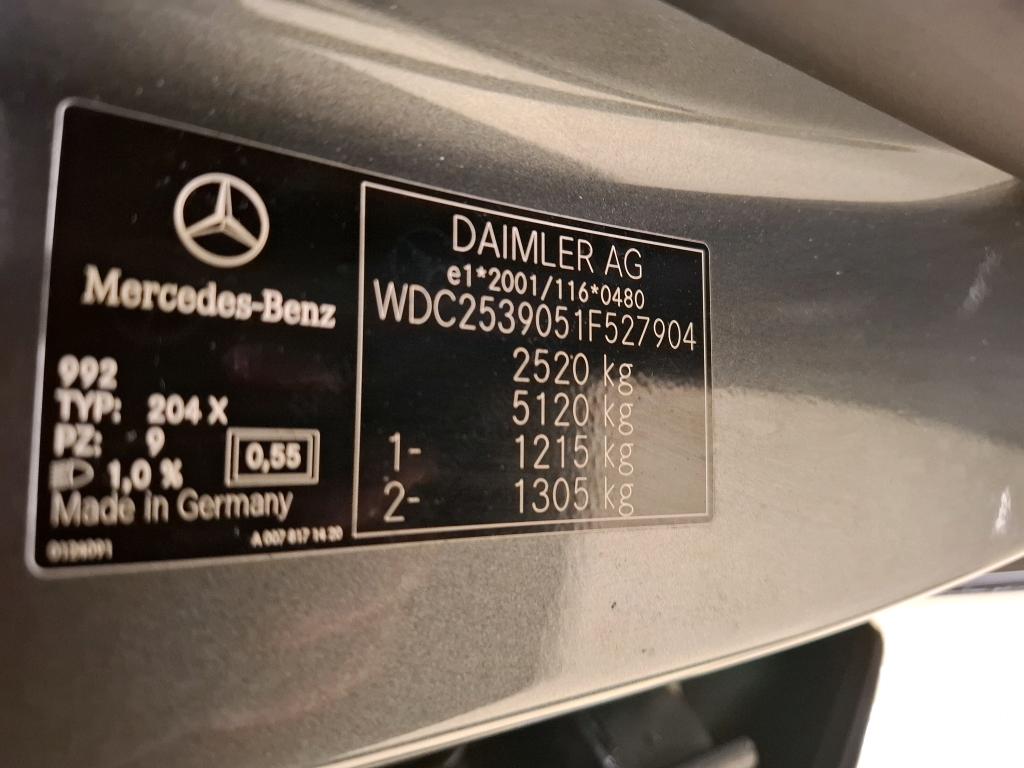 Mercedes-Benz
992
TYP: 204 X
PZ: 9
1,0 %
0,55
Made in Germany
A 007 817 14 20
DAIMLER AG
e1*2001/116*0480
WDC2539051F527904
2520 kg
5120 kg
1- 1215 kg
2- 1305 kg